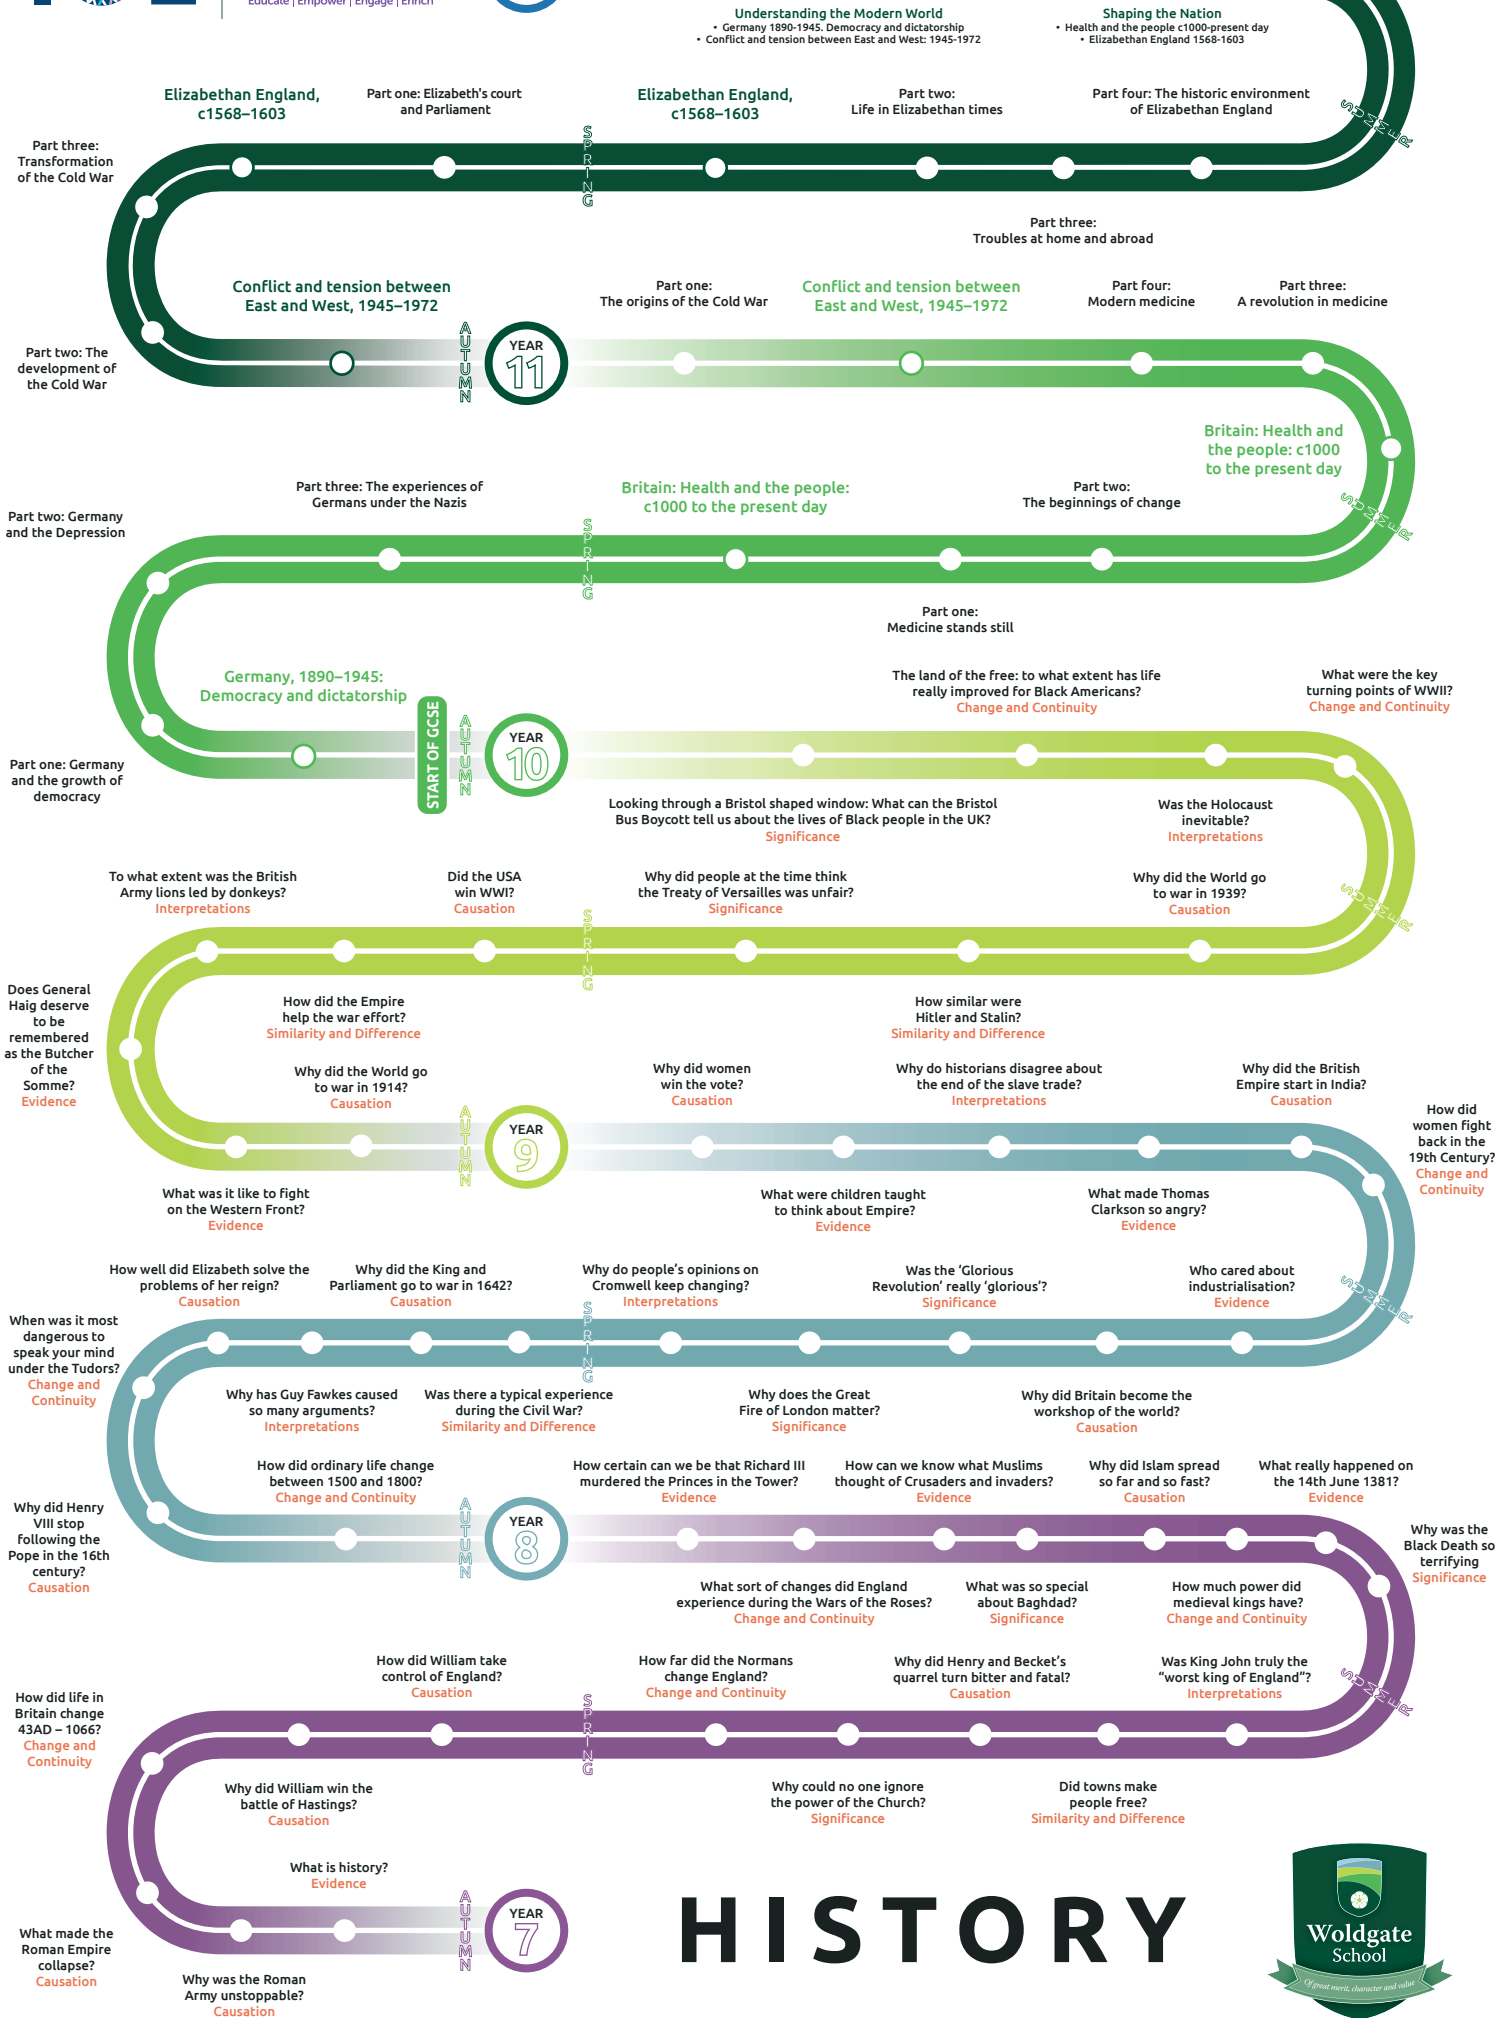 Educate | Empower | Engage | Enrich
Understanding the Modern World
• Germany 1890-1945. Democracy and dictatorship
• Conflict and tension between East and West: 1945-1972
Shaping the Nation
• Health and the people c1000-present day
• Elizabethan England 1568-1603
Elizabethan England,
c1568–1603
Part one: Elizabeth's court
and Parliament
Elizabethan England,
c1568–1603
Part two:
Life in Elizabethan times
Part four: The historic environment
of Elizabethan England
SUMMER
SPRING
Part three:
Transformation
of the Cold War
Part three:
Troubles at home and abroad
Conflict and tension between
East and West, 1945–1972
Part one:
The origins of the Cold War
Conflict and tension between
East and West, 1945–1972
Part four:
Modern medicine
Part three:
A revolution in medicine
Part two: The
development of
the Cold War
AUTUMN
YEAR
11
Britain: Health and
the people: c1000
to the present day
Part two: Germany
and the Depression
Part three: The experiences of
Germans under the Nazis
Britain: Health and the people:
c1000 to the present day
Part two:
The beginnings of change
SUMMER
SPRING
Part one:
Medicine stands still
Germany, 1890–1945:
Democracy and dictatorship
The land of the free: to what extent has life
really improved for Black Americans?
Change and Continuity
What were the key
turning points of WWII?
Change and Continuity
Part one: Germany
and the growth of
democracy
START OF GCSE
AUTUMN
YEAR
10
Looking through a Bristol shaped window: What can the Bristol
Bus Boycott tell us about the lives of Black people in the UK?
Significance
Was the Holocaust
inevitable?
Interpretations
To what extent was the British
Army lions led by donkeys?
Interpretations
Did the USA
win WWI?
Causation
Why did people at the time think
the Treaty of Versailles was unfair?
Significance
Why did the World go
to war in 1939?
Causation
SUMMER
SPRING
Does General
Haig deserve
to be
remembered
as the Butcher
of the
Somme?
Evidence
How did the Empire
help the war effort?
Similarity and Difference
How similar were
Hitler and Stalin?
Similarity and Difference
Why did the World go
to war in 1914?
Causation
Why did women
win the vote?
Causation
Why do historians disagree about
the end of the slave trade?
Interpretations
Why did the British
Empire start in India?
Causation
How did
women fight
back in the
19th Century?
Change and
Continuity
AUTUMN
YEAR
9
What was it like to fight
on the Western Front?
Evidence
What were children taught
to think about Empire?
Evidence
What made Thomas
Clarkson so angry?
Evidence
How well did Elizabeth solve the
problems of her reign?
Causation
Why did the King and
Parliament go to war in 1642?
Causation
Why do people's opinions on
Cromwell keep changing?
Interpretations
Was the ‘Glorious
Revolution’ really ‘glorious’?
Significance
Who cared about
industrialisation?
Evidence
SUMMER
SPRING
When was it most
dangerous to
speak your mind
under the Tudors?
Change and
Continuity
Why has Guy Fawkes caused
so many arguments?
Interpretations
Was there a typical experience
during the Civil War?
Similarity and Difference
Why does the Great
Fire of London matter?
Significance
Why did Britain become the
workshop of the world?
Causation
How did ordinary life change
between 1500 and 1800?
Change and Continuity
How certain can we be that Richard III
murdered the Princes in the Tower?
Evidence
How can we know what Muslims
thought of Crusaders and invaders?
Evidence
Why did Islam spread
so far and so fast?
Causation
What really happened on
the 14th June 1381?
Evidence
Why did Henry
VIII stop
following the
Pope in the 16th
century?
Causation
AUTUMN
YEAR
8
Why was the
Black Death so
terrifying
Significance
What sort of changes did England
experience during the Wars of the Roses?
Change and Continuity
What was so special
about Baghdad?
Significance
How much power did
medieval kings have?
Change and Continuity
How did William take
control of England?
Causation
How far did the Normans
change England?
Change and Continuity
Why did Henry and Becket's
quarrel turn bitter and fatal?
Causation
Was King John truly the
“worst king of England”?
Interpretations
SUMMER
SPRING
How did life in
Britain change
43AD – 1066?
Change and
Continuity
Why did William win the
battle of Hastings?
Causation
Why could no one ignore
the power of the Church?
Significance
Did towns make
people free?
Similarity and Difference
What is history?
Evidence
AUTUMN
YEAR
7
What made the
Roman Empire
collapse?
Causation
Why was the Roman
Army unstoppable?
Causation
HISTORY
Woldgate
School
Of great merit, character and value